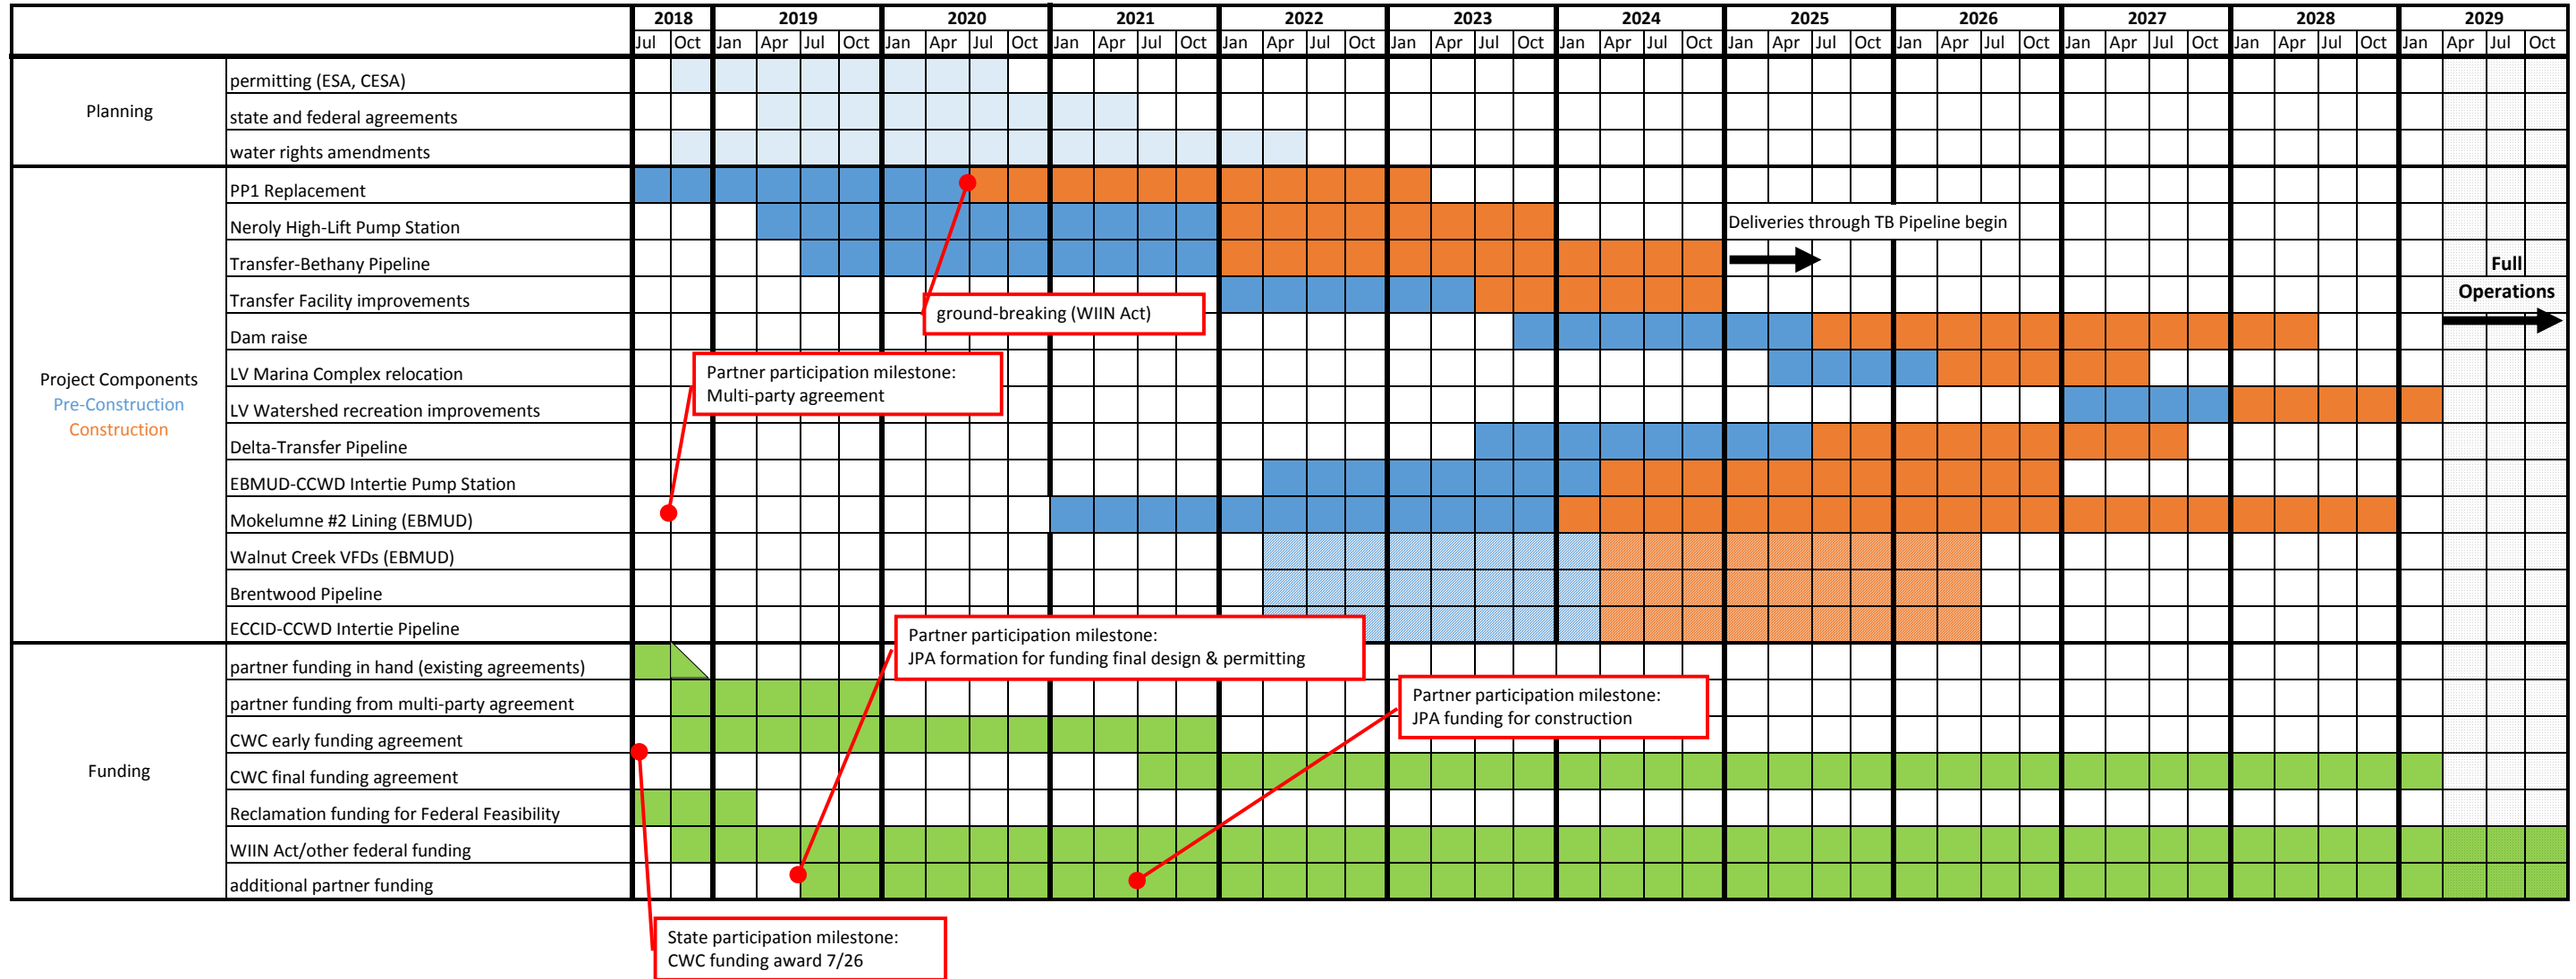 2018 2019 2020 2021 2022 2023 2024 2025 2026 2027 2028 2029
Jul Oct Jan Apr Jul Oct Jan Apr Jul Oct Jan Apr Jul Oct Jan Apr Jul Oct Jan Apr Jul Oct Jan Apr Jul Oct Jan Apr Jul Oct Jan Apr Jul Oct Jan Apr Jul Oct Jan Apr Jul Oct Jan Apr Jul Oct
Planning
permitting (ESA, CESA)
state and federal agreements
water rights amendments
Project Components
Pre-Construction
Construction
PP1 Replacement
Neroly High-Lift Pump Station
Deliveries through TB Pipeline begin
Transfer-Bethany Pipeline
Full
Operations
Transfer Facility improvements
ground-breaking (WIIN Act)
Dam raise
LV Marina Complex relocation
Partner participation milestone:
Multi-party agreement
LV Watershed recreation improvements
Delta-Transfer Pipeline
EBMUD-CCWD Intertie Pump Station
Mokelumne #2 Lining (EBMUD)
Walnut Creek VFDs (EBMUD)
Brentwood Pipeline
ECCID-CCWD Intertie Pipeline
Partner participation milestone:
JPA formation for funding final design & permitting
Funding
partner funding in hand (existing agreements)
partner funding from multi-party agreement
Partner participation milestone:
JPA funding for construction
CWC early funding agreement
CWC final funding agreement
Reclamation funding for Federal Feasibility
WIIN Act/other federal funding
additional partner funding
State participation milestone:
CWC funding award 7/26